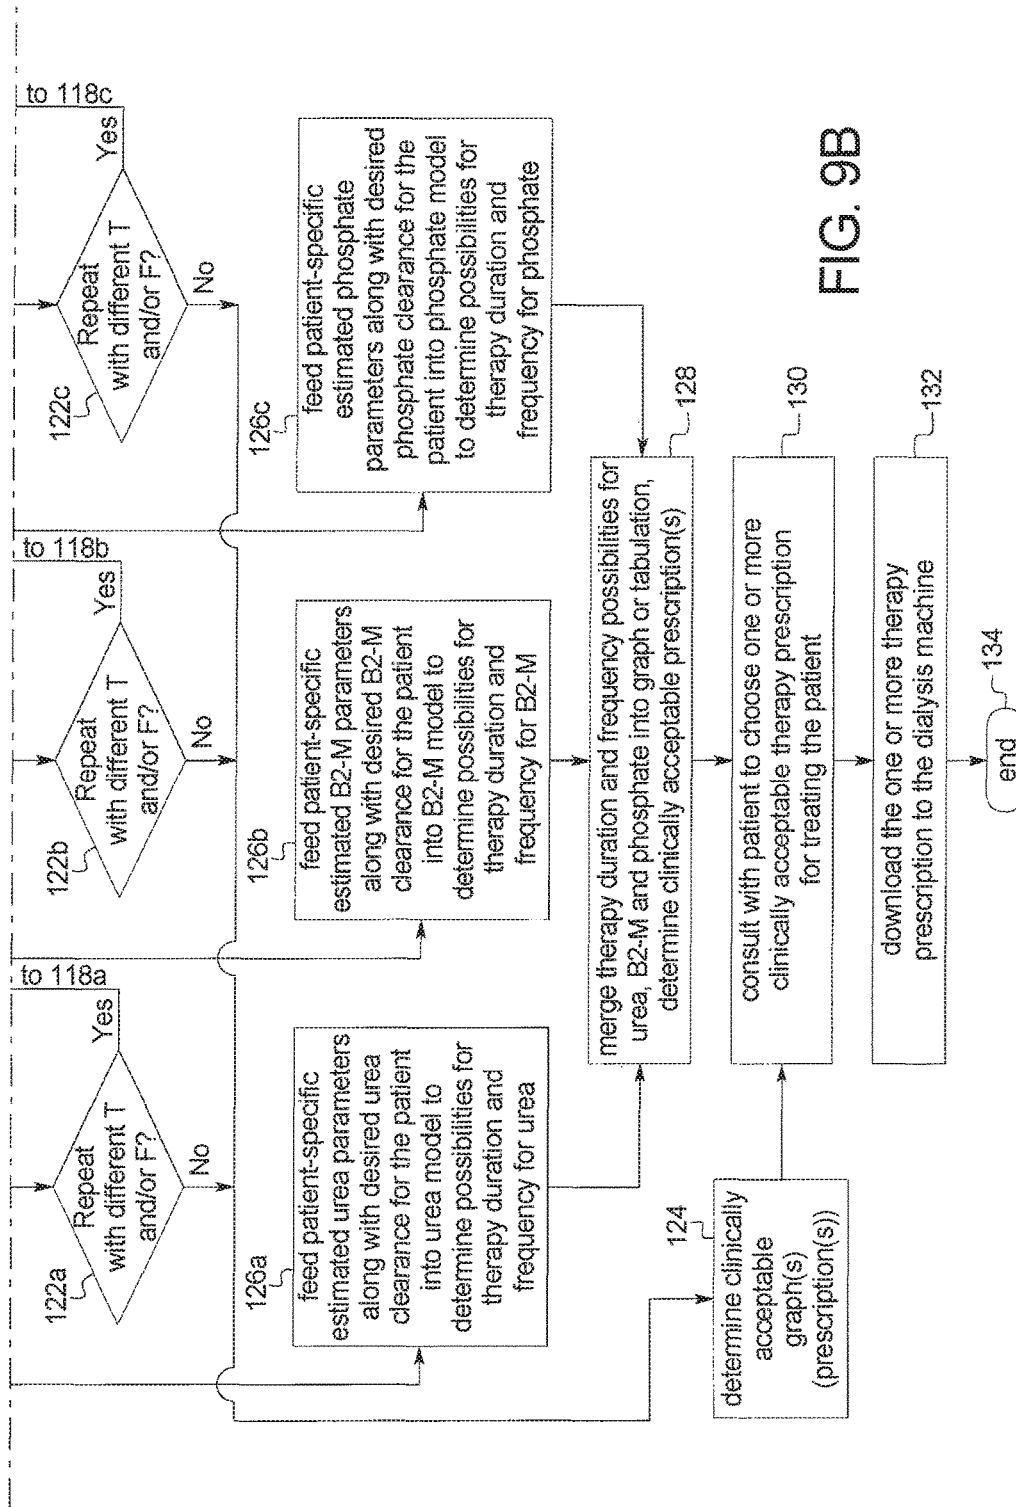 to 118a
to 118b
to 118c
122a
Repeat
with different T
and/or F?
Yes
No
122b
Repeat
with different T
and/or F?
Yes
No
122c
Repeat
with different T
and/or F?
Yes
No
126a
feed patient-specific
estimated urea parameters
along with desired urea
clearance for the patient
into urea model to
determine possibilities for
therapy duration and
frequency for urea
126b
feed patient-specific
estimated B2-M parameters
along with desired B2-M
clearance for the patient
into B2-M model to
determine possibilities for
therapy duration and
frequency for B2-M
126c
feed patient-specific
estimated phosphate
parameters along with desired
phosphate clearance for the
patient into phosphate model
to determine possibilities for
therapy duration and
frequency for phosphate
merge therapy duration and frequency possibilities for
urea, B2-M and phosphate into graph or tabulation,
determine clinically acceptable prescription(s)
128
124
determine clinically
acceptable
graph(s)
(prescription(s))
consult with patient to choose one or more
clinically acceptable therapy prescription
for treating the patient
130
download the one or more therapy
prescription to the dialysis machine
132
end
134
FIG. 9B